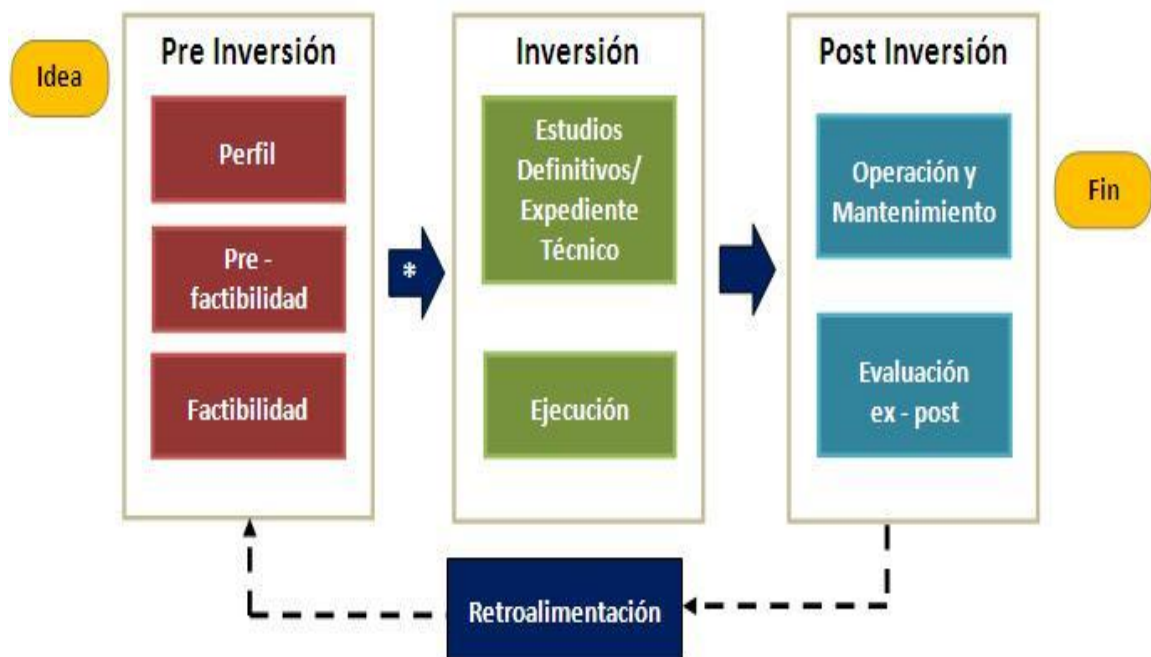 Idea
Pre Inversión
Perfil
Pre -
factibilidad
Factibilidad
*
Inversión
Estudios
Definitivos/
Expediente
Técnico
Ejecución
Post Inversión
Operación y
Mantenimiento
Evaluación
ex - post
Fin
Retroalimentación